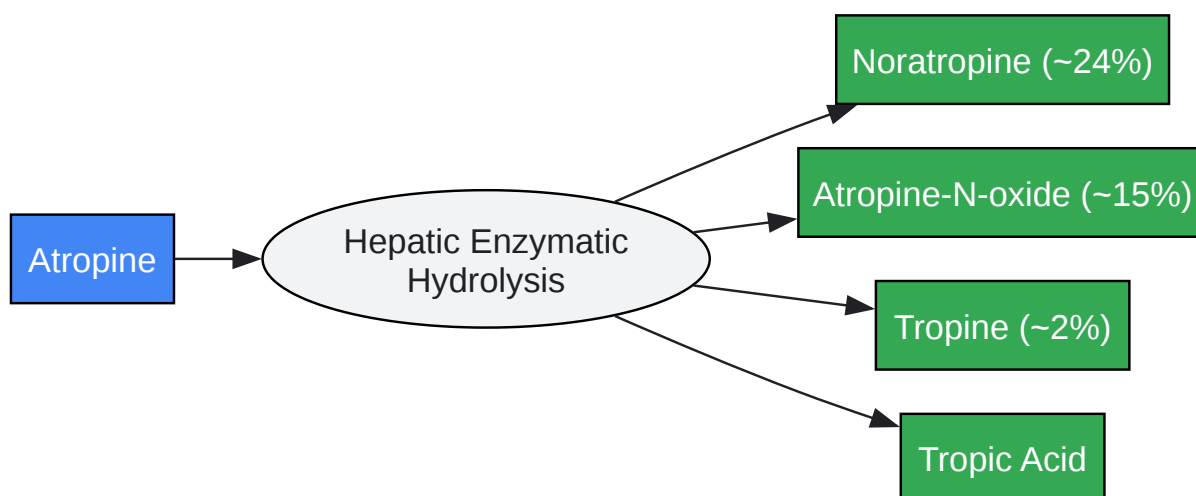 Atropine
Hepatic Enzymatic
Hydrolysis
Noratropine (~24%)
Atropine-N-oxide (~15%)
Tropine (~2%)
Tropic Acid